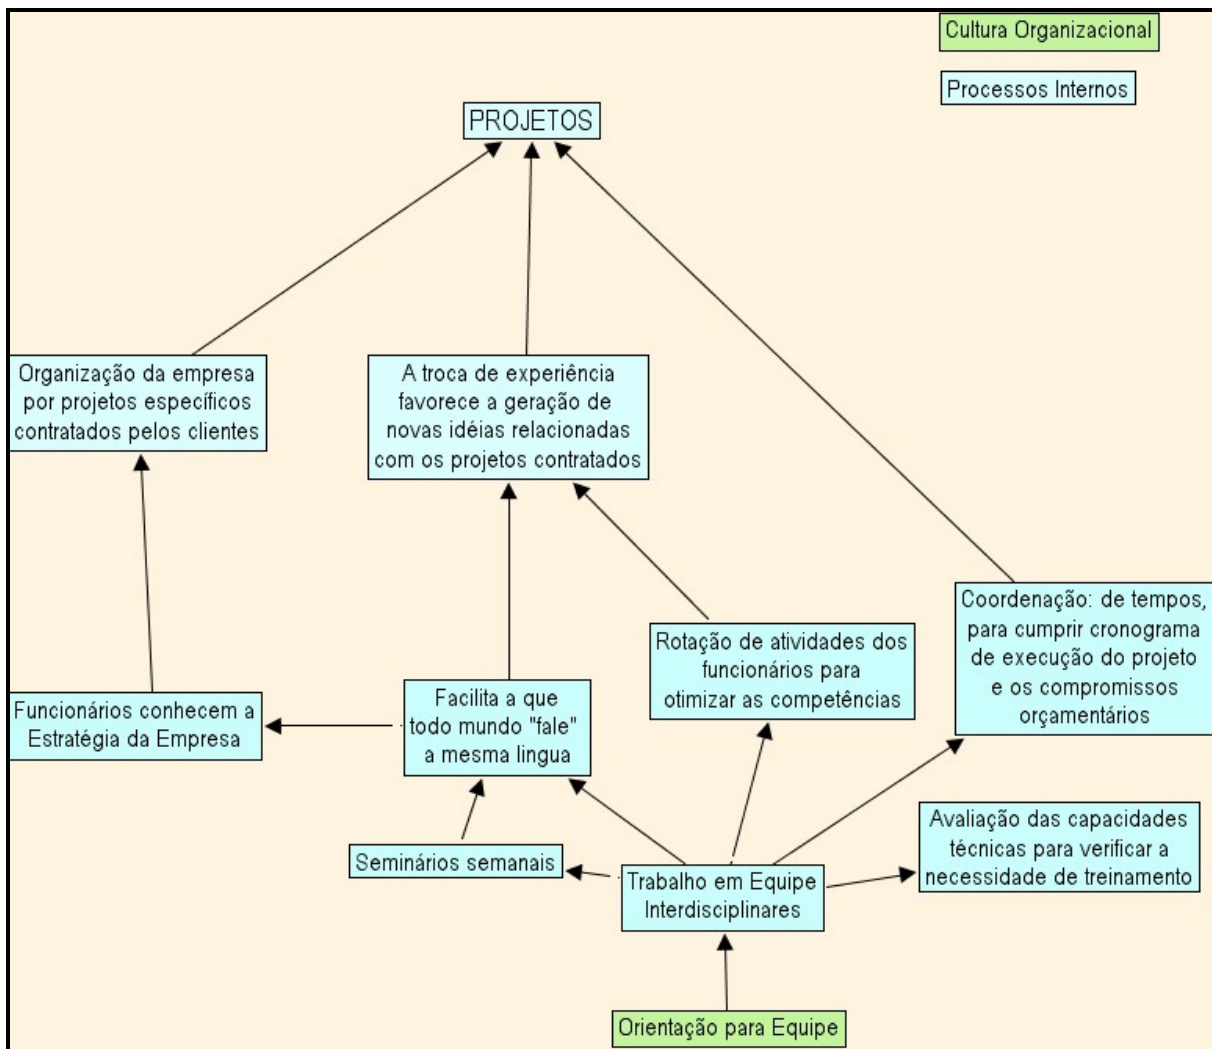 Cultura Organizacional
Processos Internos
PROJETOS
Organização da empresa
por projetos específicos
contratados pelos clientes
A troca de experiência
favorece a geração de
novas idéias relacionadas
com os projetos contratados
Coordenação: de tempos,
para cumprir cronograma
de execução do projeto
e os compromissos
orçamentários
Rotação de atividades dos
funcionários para
otimizar as competências
Facilita a que
todo mundo "fale"
a mesma lingua
Funcionários conhecem a
Estratégia da Empresa
Avaliação das capacidades
técnicas para verificar a
necessidade de treinamento
Seminários semanais
Trabalho em Equipe
Interdisciplinares
Orientação para Equipe